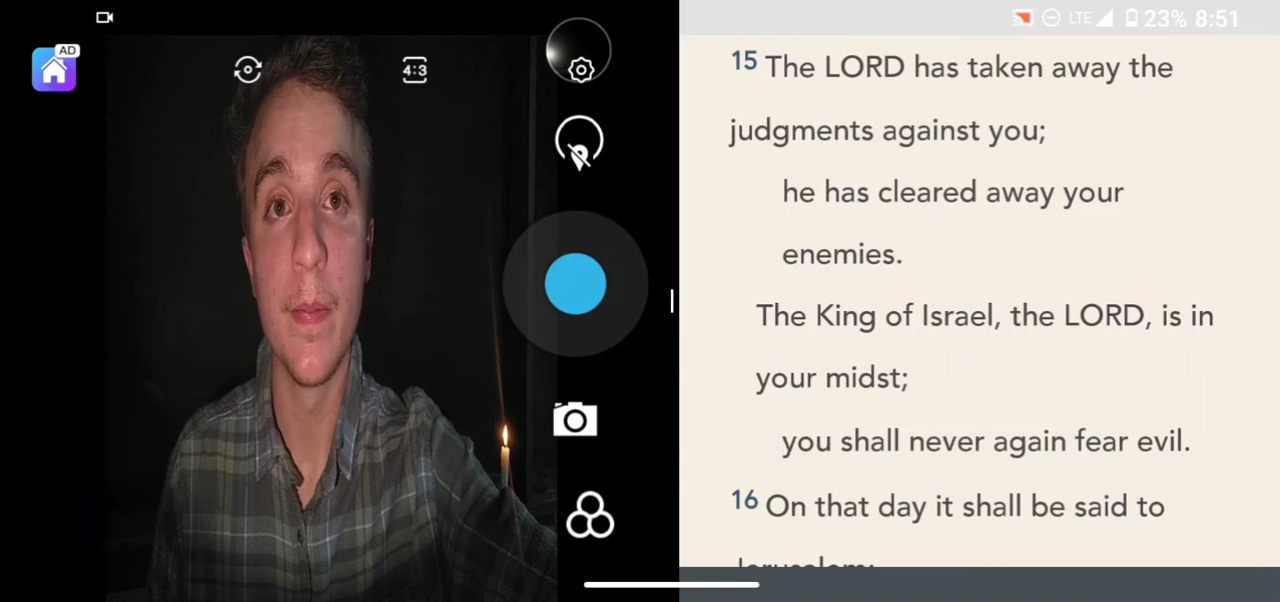 AD
4:3
LTE 23% 8:51
15 The LORD has taken away the
judgments against you;
he has cleared away your
enemies.
The King of Israel, the LORD, is in
your midst;
you shall never again fear evil.
16 On that day it shall be said to
Jerusalem: